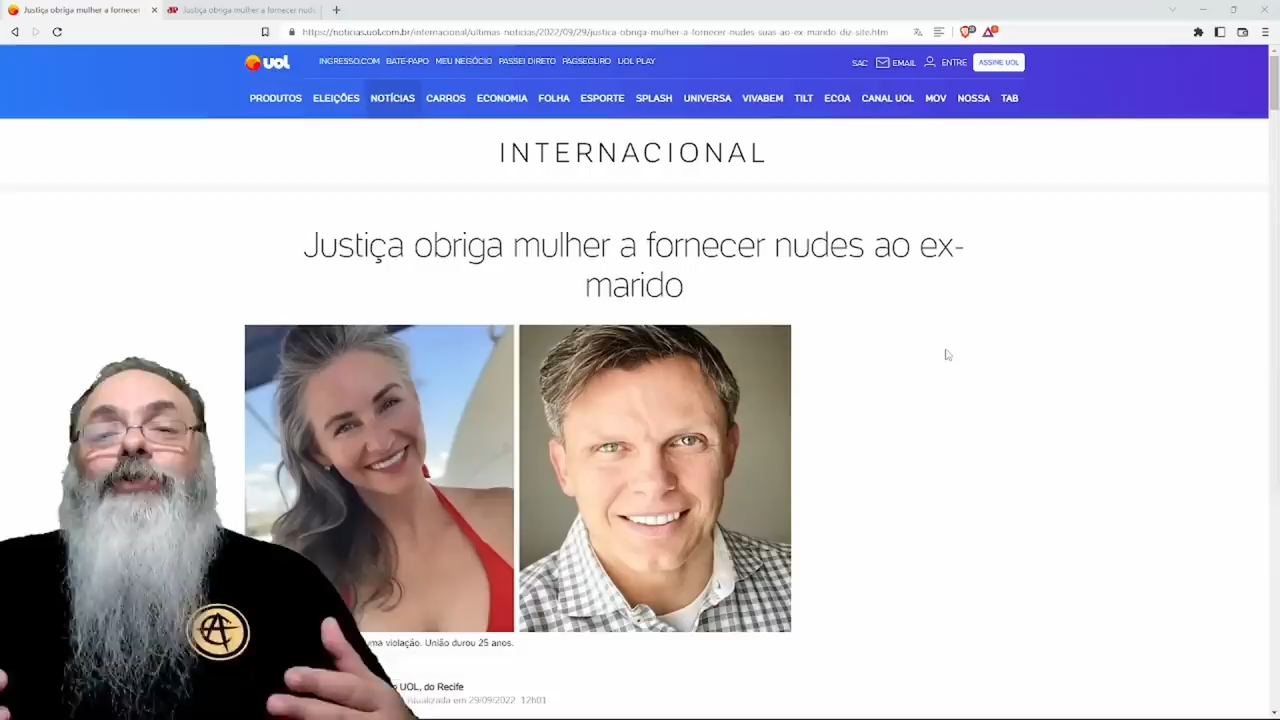 Justiça obriga mulher a fornecer
Justiça obriga mulher a fornecer nude
https://noticias.uol.com.br/internacional/ultimas-noticias/2022/09/29/justica-obriga-mulher-a-fornecer-nudes-suas-ao-ex-marido-diz-site.htm
UOL
INGRESSO.COM BATE-PAPO MEU NEGÓCIO PASSEI DIRETO PAGSEGURO UOL PLAY
SAC EMAIL ENTRE ASSINE UOL
PRODUTOS ELEIÇÕES NOTÍCIAS CARROS ECONOMIA FOLHA ESPORTE SPLASH UNIVERSA VIVABEM TILT ECOA CANAL UOL MOV NOSSA TAB
INTERNACIONAL
Justiça obriga mulher a fornecer nudes ao ex-
marido
uma violação. União durou 25 anos.
UOL, do Recife
atualizada em 29/09/2022 12h01